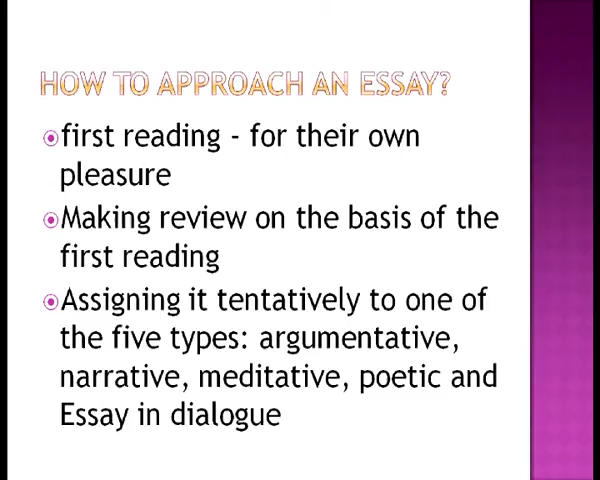 HOW TO APPROACH AN ESSAY?
first reading - for their own
pleasure
Making review on the basis of the
first reading
Assigning it tentatively to one of
the five types: argumentative,
narrative, meditative, poetic and
Essay in dialogue